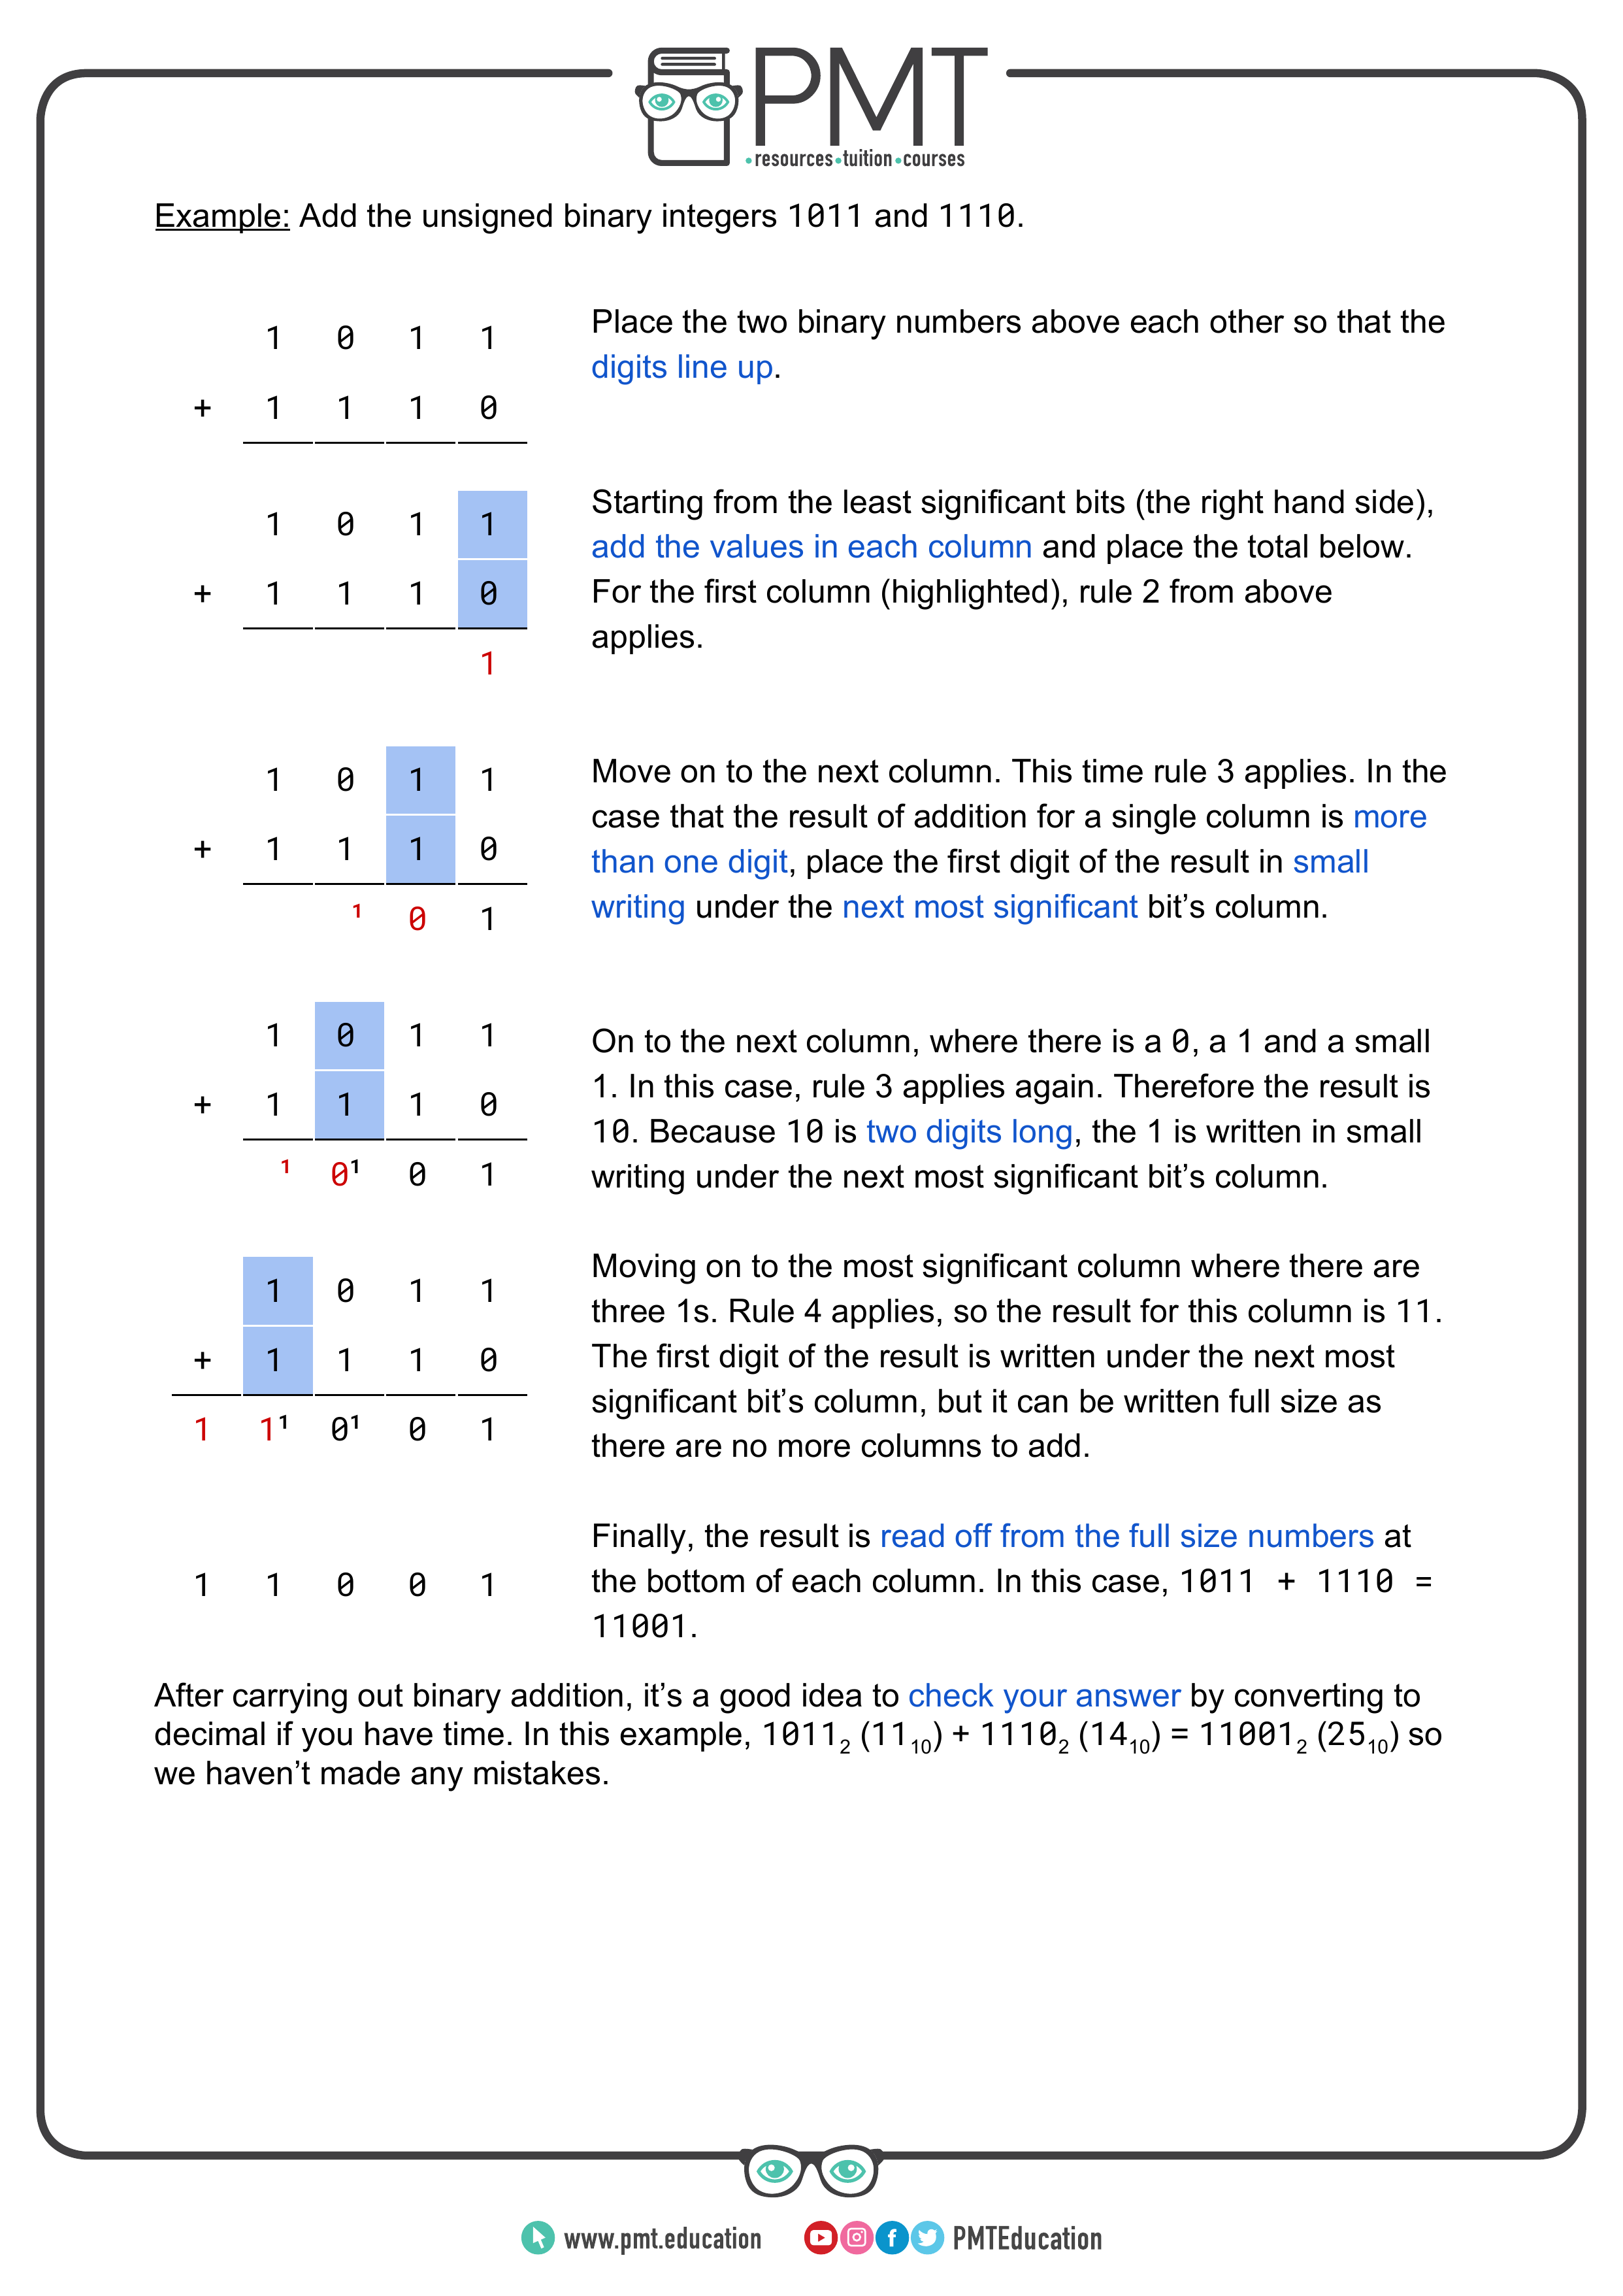 PMT
•resources•tuition•courses
Example: Add the unsigned binary integers 1011 and 1110.
1 0 1 1
+ 1 1 1 0
Place the two binary numbers above each other so that the
digits line up.
1 0 1 1
+ 1 1 1 0
1
Starting from the least significant bits (the right hand side),
add the values in each column and place the total below.
For the first column (highlighted), rule 2 from above
applies.
1 0 1 1
+ 1 1 1 0
¹ 0 1
Move on to the next column. This time rule 3 applies. In the
case that the result of addition for a single column is more
than one digit, place the first digit of the result in small
writing under the next most significant bit’s column.
1 0 1 1
+ 1 1 1 0
¹ 0¹ 0 1
On to the next column, where there is a 0, a 1 and a small
1. In this case, rule 3 applies again. Therefore the result is
10. Because 10 is two digits long, the 1 is written in small
writing under the next most significant bit’s column.
1 0 1 1
+ 1 1 1 0
1 1¹ 0¹ 0 1
Moving on to the most significant column where there are
three 1s. Rule 4 applies, so the result for this column is 11.
The first digit of the result is written under the next most
significant bit’s column, but it can be written full size as
there are no more columns to add.
1 1 0 0 1
Finally, the result is read off from the full size numbers at
the bottom of each column. In this case, 1011 + 1110 =
11001.
After carrying out binary addition, it’s a good idea to check your answer by converting to
decimal if you have time. In this example, 1011₂ (11₁₀) + 1110₂ (14₁₀) = 11001₂ (25₁₀) so
we haven’t made any mistakes.
www.pmt.education
PMTEducation